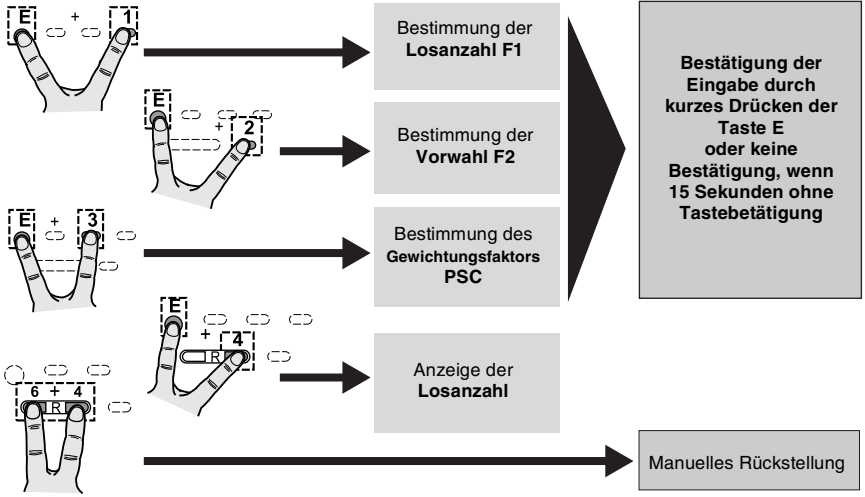 E + 1
Bestimmung der
Losanzahl F1
E + 2
Bestimmung der
Vorwahl F2
E + 3
Bestimmung des
Gewichtungsfaktors
PSC
E + 4
R
Anzeige der
Losanzahl
6 + 4
R
Bestätigung der
Eingabe durch
kurzes Drücken der
Taste E
oder keine
Bestätigung, wenn
15 Sekunden ohne
Tastebetätigung
Manuelles Rückstellung